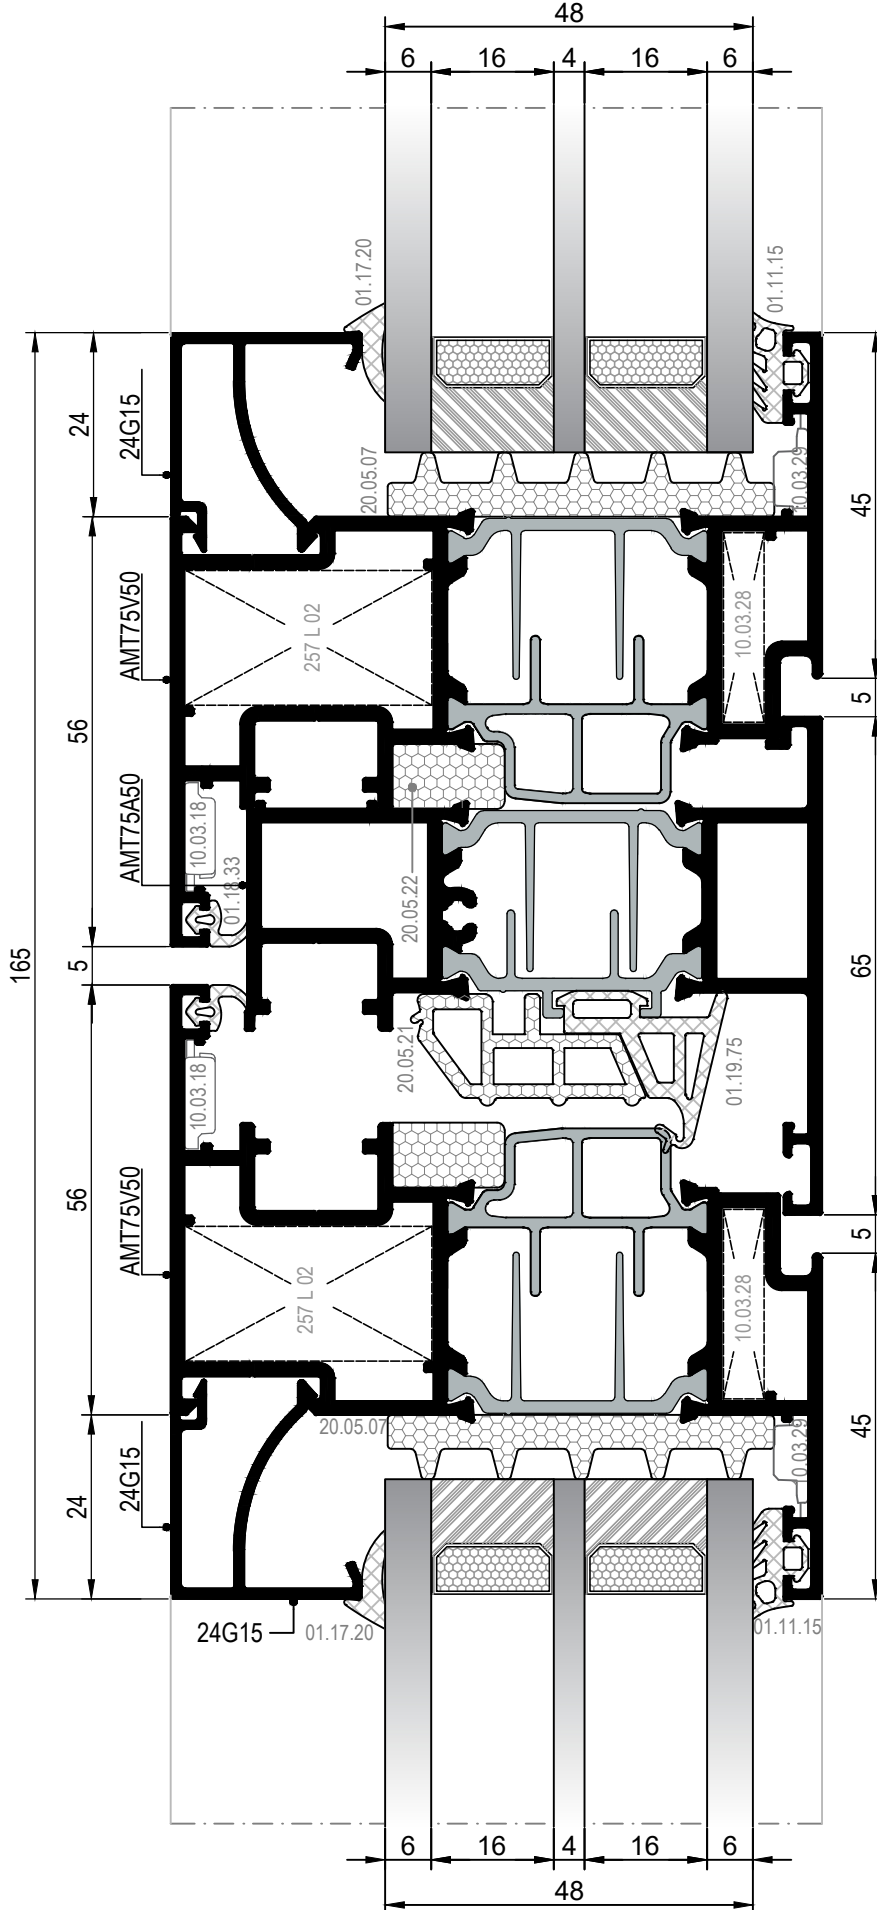 48
6 16 4 16 6
01.17.20
01.11.15
24
24G15
20.05.07
10.03.29
45
AMT75V50
257 L 02
10.03.28
5
56
AMT75A50
10.03.18
01.18.33
20.05.22
165
5
65
20.05.21
01.19.75
10.03.18
AMT75V50
56
257 L 02
10.03.28
5
20.05.07
10.03.29
45
24
24G15
24G15
01.17.20
01.11.15
6 16 4 16 6
48